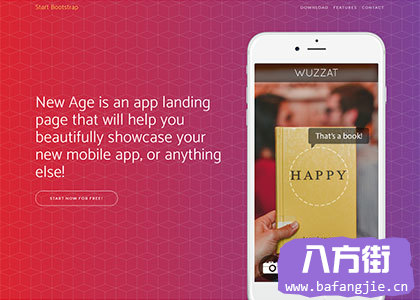 Start Bootstrap
DOWNLOAD FEATURES CONTACT
New Age is an app landing
page that will help you
beautifully showcase your
new mobile app, or anything
else!
START NOW FOR FREE!
WUZZAT
That's a book!
HAPPY
八方街
www.bafangjie.cn